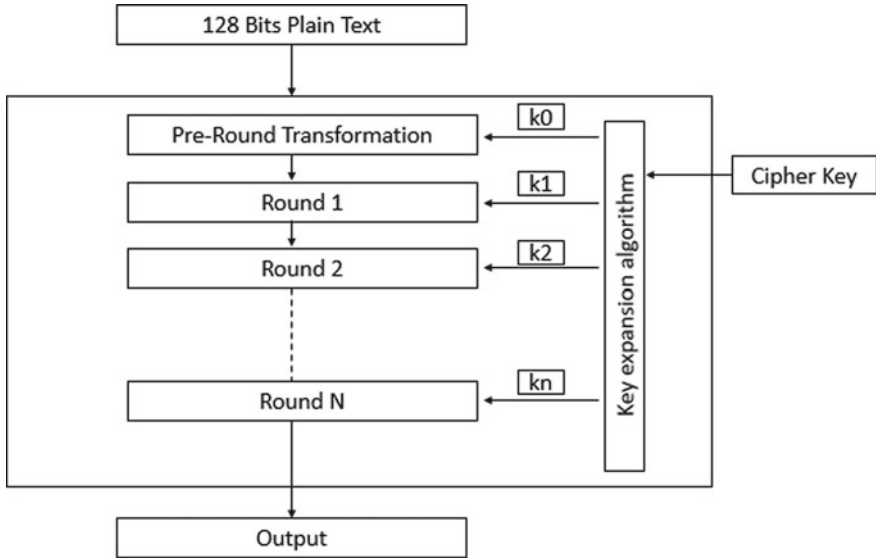 128 Bits Plain Text
k0
Pre-Round Transformation
Cipher Key
k1
Round 1
k2
Round 2
Key expansion algorithm
kn
Round N
Output